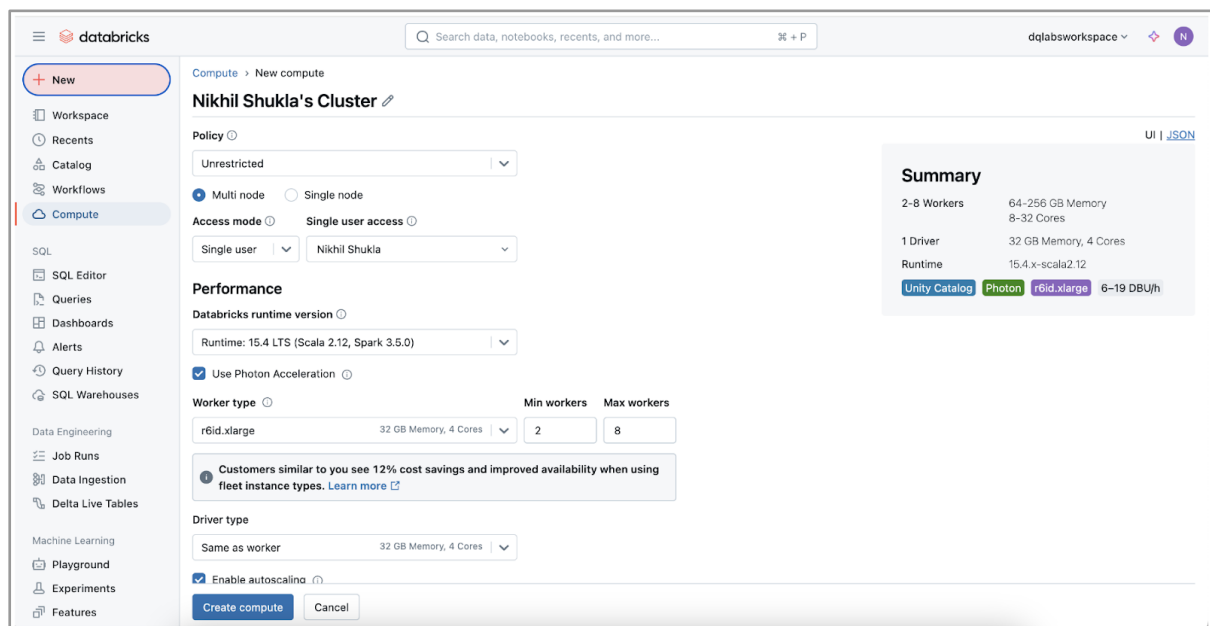 databricks
Search data, notebooks, recents, and more...
⌘ + P
dqlabsworkspace
N
New
Workspace
Recents
Catalog
Workflows
Compute
SQL
SQL Editor
Queries
Dashboards
Alerts
Query History
SQL Warehouses
Data Engineering
Job Runs
Data Ingestion
Delta Live Tables
Machine Learning
Playground
Experiments
Features
Compute > New compute
Nikhil Shukla's Cluster
Policy
UI | JSON
Unrestricted
Multi node Single node
Access mode Single user access
Single user Nikhil Shukla
Performance
Databricks runtime version
Runtime: 15.4 LTS (Scala 2.12, Spark 3.5.0)
Use Photon Acceleration
Worker type Min workers Max workers
r6id.xlarge 32 GB Memory, 4 Cores 2 8
Customers similar to you see 12% cost savings and improved availability when using
fleet instance types. Learn more
Driver type
Same as worker 32 GB Memory, 4 Cores
Enable autoscaling
Create compute Cancel
Summary
2-8 Workers 64-256 GB Memory
8-32 Cores
1 Driver 32 GB Memory, 4 Cores
Runtime 15.4.x-scala2.12
Unity Catalog Photon r6id.xlarge 6–19 DBU/h